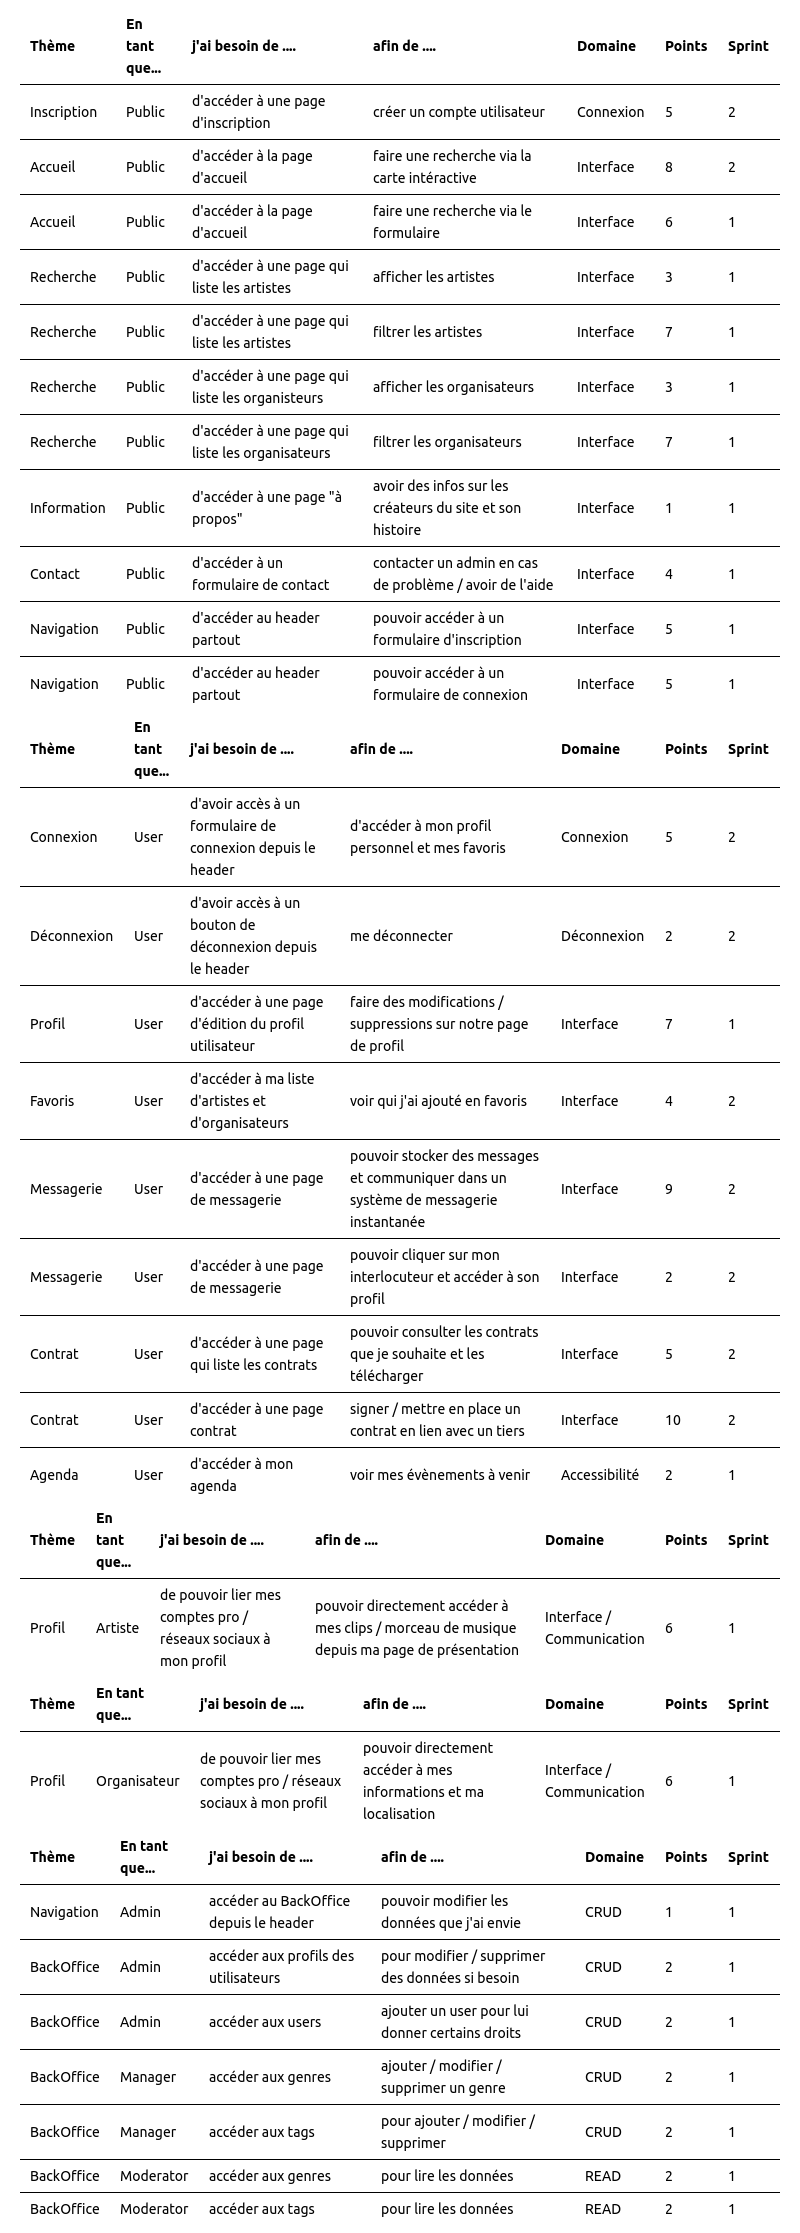 Thème En tant que... j'ai besoin de .... afin de .... Domaine Points Sprint
Inscription Public d'accéder à une page d'inscription créer un compte utilisateur Connexion 5 2
Accueil Public d'accéder à la page d'accueil faire une recherche via la carte intéractive Interface 8 2
Accueil Public d'accéder à la page d'accueil faire une recherche via le formulaire Interface 6 1
Recherche Public d'accéder à une page qui liste les artistes afficher les artistes Interface 3 1
Recherche Public d'accéder à une page qui liste les artistes filtrer les artistes Interface 7 1
Recherche Public d'accéder à une page qui liste les organisteurs afficher les organisateurs Interface 3 1
Recherche Public d'accéder à une page qui liste les organisateurs filtrer les organisateurs Interface 7 1
Information Public d'accéder à une page "à propos" avoir des infos sur les créateurs du site et son histoire Interface 1 1
Contact Public d'accéder à un formulaire de contact contacter un admin en cas de problème / avoir de l'aide Interface 4 1
Navigation Public d'accéder au header partout pouvoir accéder à un formulaire d'inscription Interface 5 1
Navigation Public d'accéder au header partout pouvoir accéder à un formulaire de connexion Interface 5 1
Thème En tant que... j'ai besoin de .... afin de .... Domaine Points Sprint
Connexion User d'avoir accès à un formulaire de connexion depuis le header d'accéder à mon profil personnel et mes favoris Connexion 5 2
Déconnexion User d'avoir accès à un bouton de déconnexion depuis le header me déconnecter Déconnexion 2 2
Profil User d'accéder à une page d'édition du profil utilisateur faire des modifications / suppressions sur notre page de profil Interface 7 1
Favoris User d'accéder à ma liste d'artistes et d'organisateurs voir qui j'ai ajouté en favoris Interface 4 2
Messagerie User d'accéder à une page de messagerie pouvoir stocker des messages et communiquer dans un système de messagerie instantanée Interface 9 2
Messagerie User d'accéder à une page de messagerie pouvoir cliquer sur mon interlocuteur et accéder à son profil Interface 2 2
Contrat User d'accéder à une page qui liste les contrats pouvoir consulter les contrats que je souhaite et les télécharger Interface 5 2
Contrat User d'accéder à une page contrat signer / mettre en place un contrat en lien avec un tiers Interface 10 2
Agenda User d'accéder à mon agenda voir mes évènements à venir Accessibilité 2 1
Thème En tant que... j'ai besoin de .... afin de .... Domaine Points Sprint
Profil Artiste de pouvoir lier mes comptes pro / réseaux sociaux à mon profil pouvoir directement accéder à mes clips / morceau de musique depuis ma page de présentation Interface / Communication 6 1
Thème En tant que... j'ai besoin de .... afin de .... Domaine Points Sprint
Profil Organisateur de pouvoir lier mes comptes pro / réseaux sociaux à mon profil pouvoir directement accéder à mes informations et ma localisation Interface / Communication 6 1
Thème En tant que... j'ai besoin de .... afin de .... Domaine Points Sprint
Navigation Admin accéder au BackOffice depuis le header pouvoir modifier les données que j'ai envie CRUD 1 1
BackOffice Admin accéder aux profils des utilisateurs pour modifier / supprimer des données si besoin CRUD 2 1
BackOffice Admin accéder aux users ajouter un user pour lui donner certains droits CRUD 2 1
BackOffice Manager accéder aux genres ajouter / modifier / supprimer un genre CRUD 2 1
BackOffice Manager accéder aux tags pour ajouter / modifier / supprimer CRUD 2 1
BackOffice Moderator accéder aux genres pour lire les données READ 2 1
BackOffice Moderator accéder aux tags pour lire les données READ 2 1